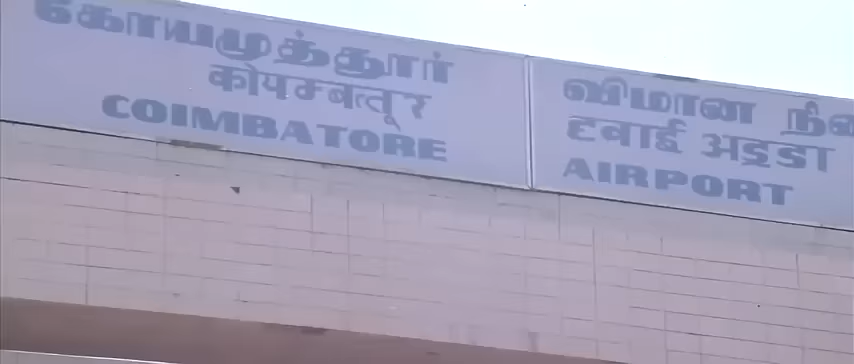 கோயமுத்தூர்
कोयम्बत्तूर
COIMBATORE
விமான
हवाई अड्डा
AIRPORT